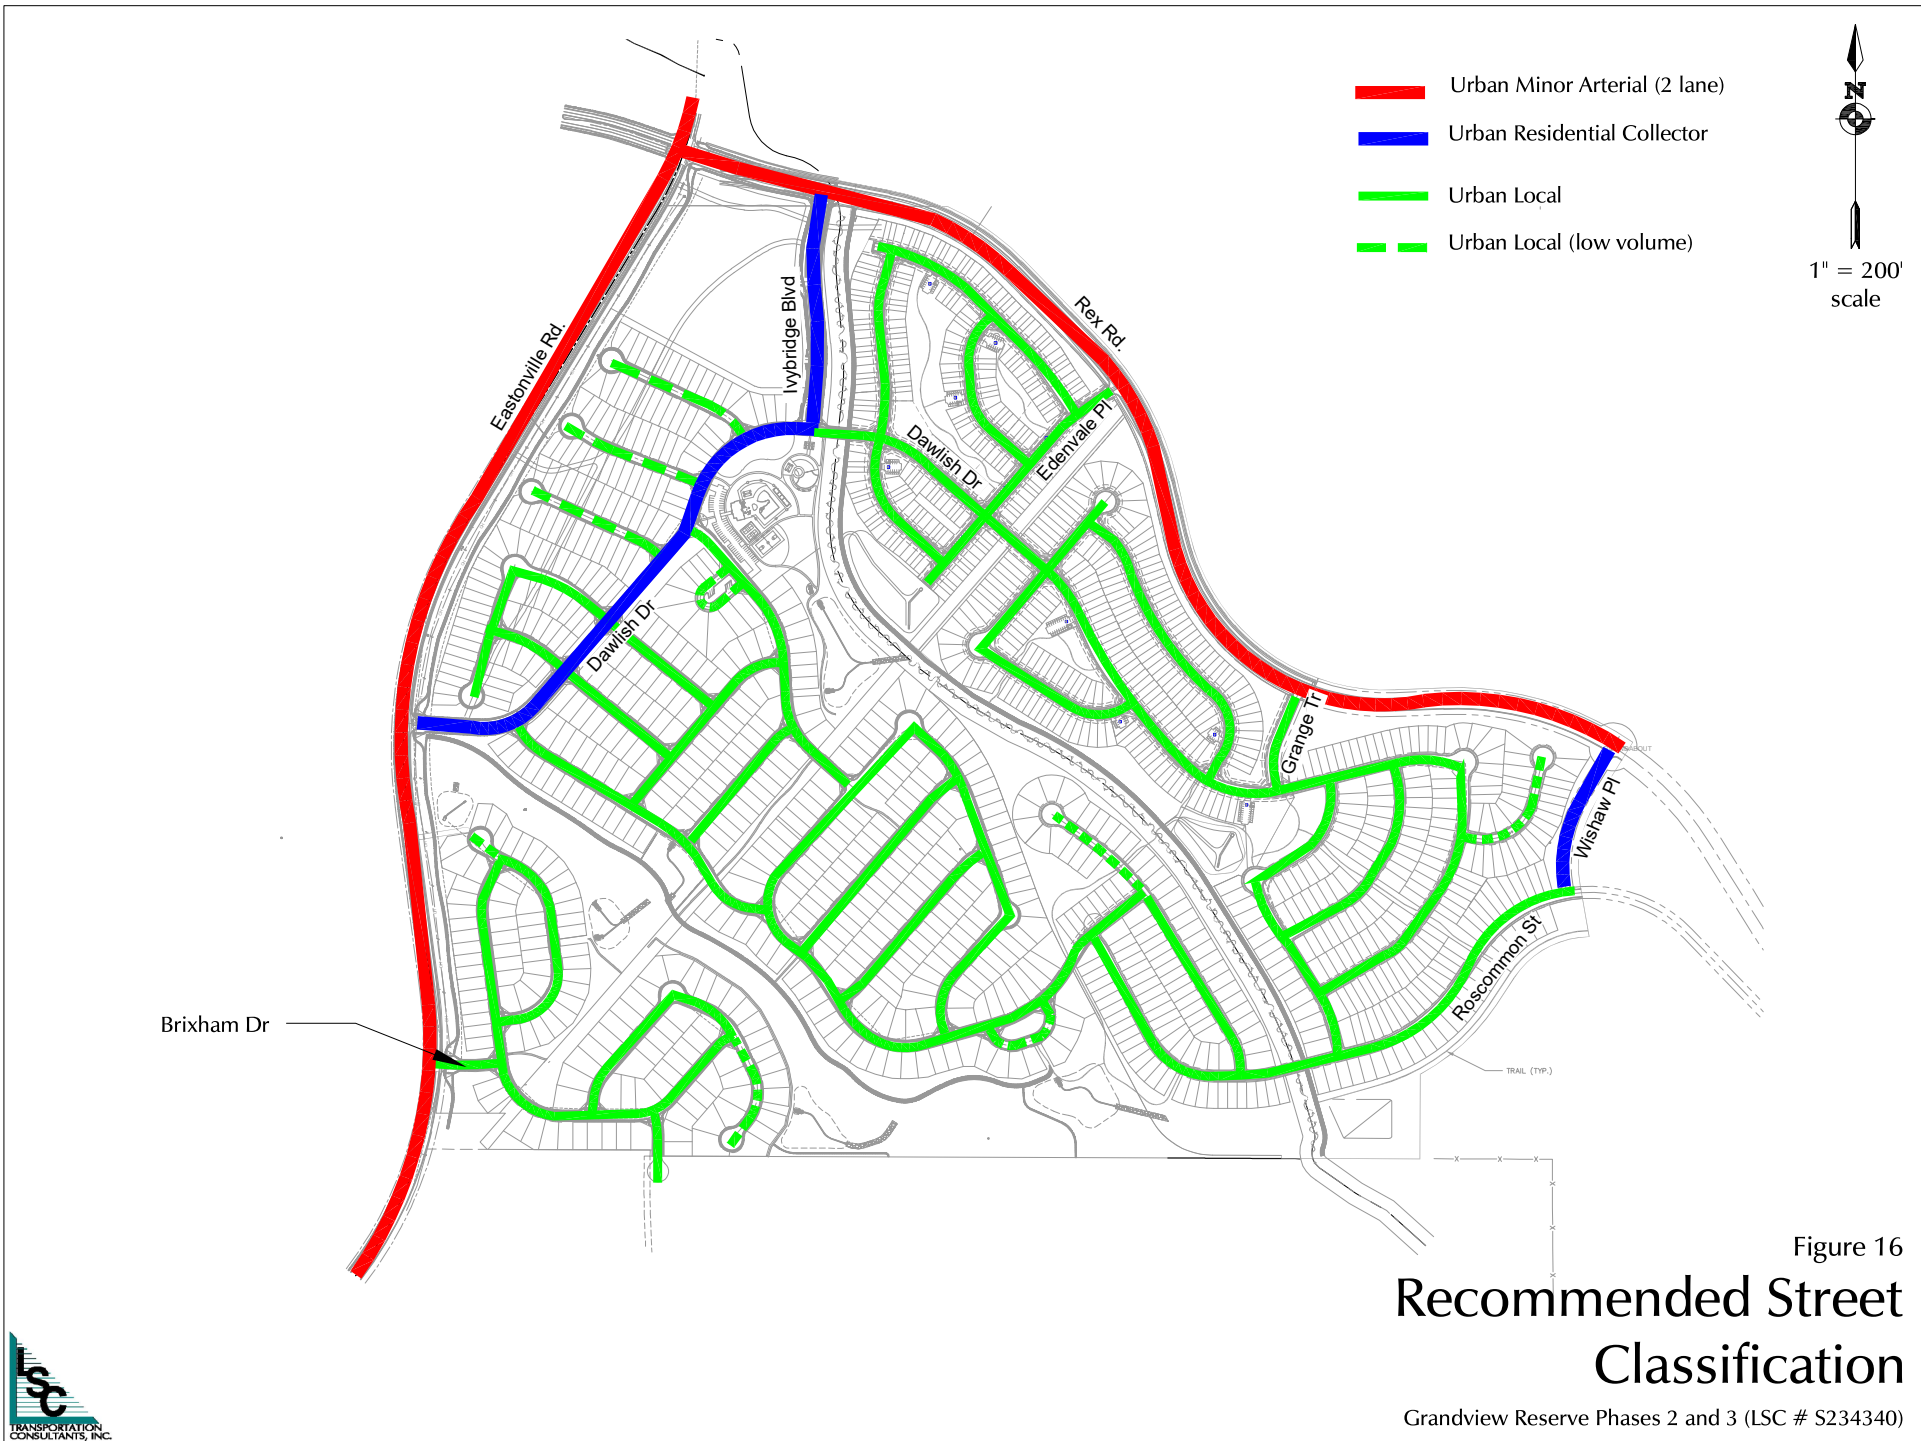 Urban Minor Arterial (2 lane)
Urban Residential Collector
Urban Local
Urban Local (low volume)
N
1" = 200'
scale
Eastonville Rd.
Ivybridge Blvd
Rex Rd.
Dawlish Dr
Edenvale Pl
Dawlish Dr
Grange Tr
Wishaw Pl
Roscommon St
TRAIL (TYP.)
Brixham Dr
Figure 16
Recommended Street
Classification
Grandview Reserve Phases 2 and 3 (LSC # S234340)
LSC
TRANSPORTATION
CONSULTANTS, INC.